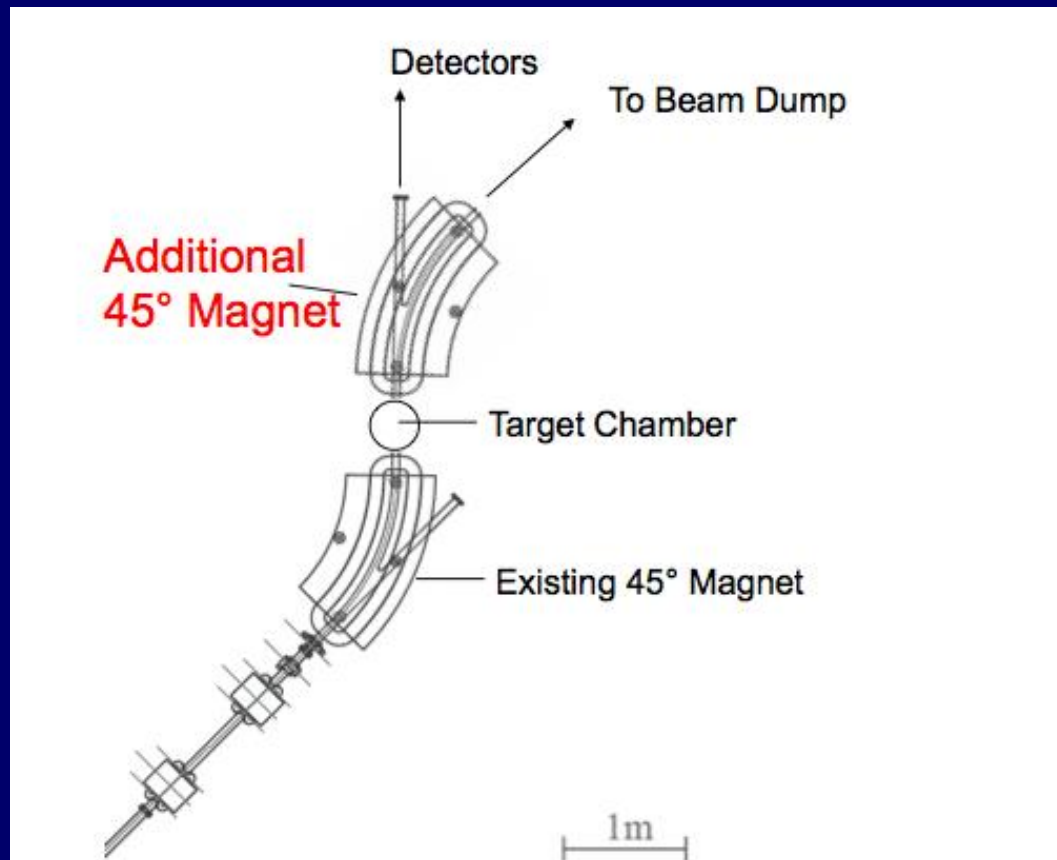 Detectors
To Beam Dump
Additional
45° Magnet
Target Chamber
Existing 45° Magnet
1m